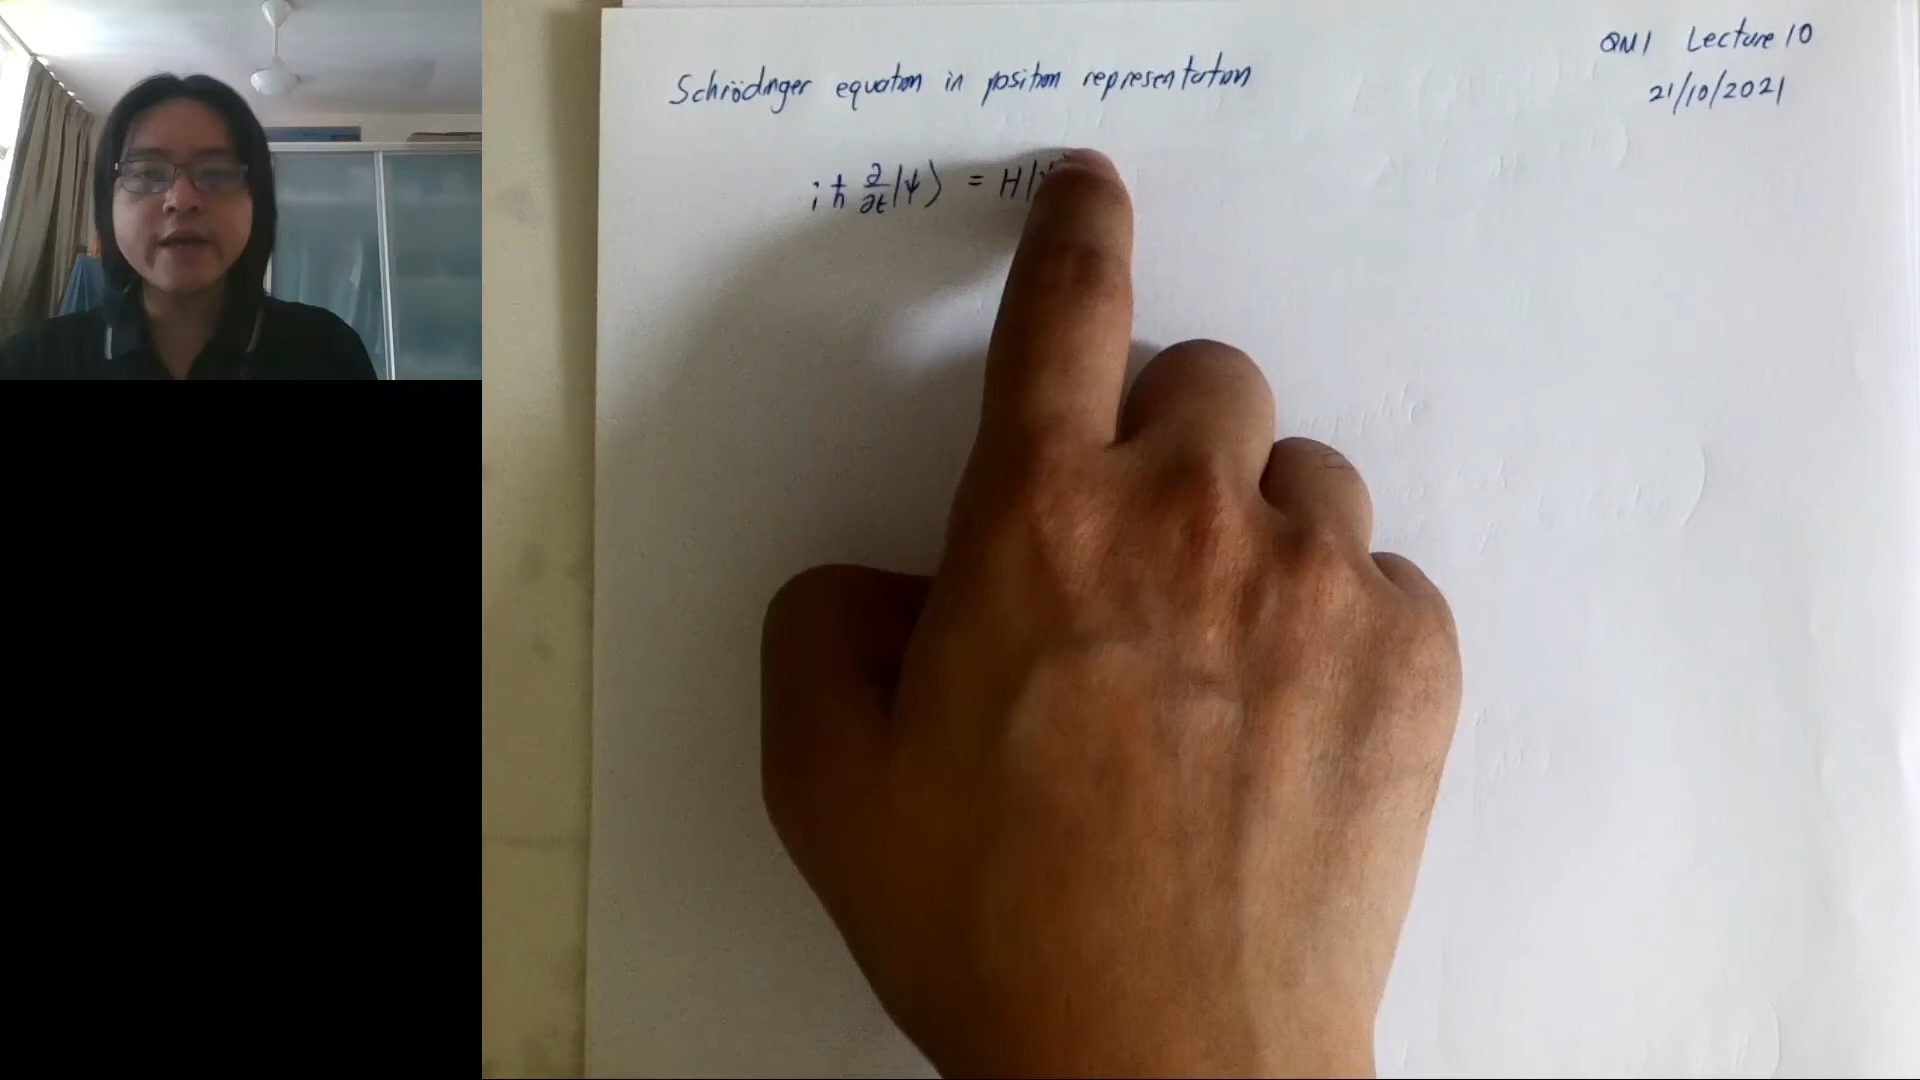 QM1 Lecture 10
21/10/2021
Schrödinger equation in position representation
iħ ∂/∂t |ψ⟩ = H|ψ